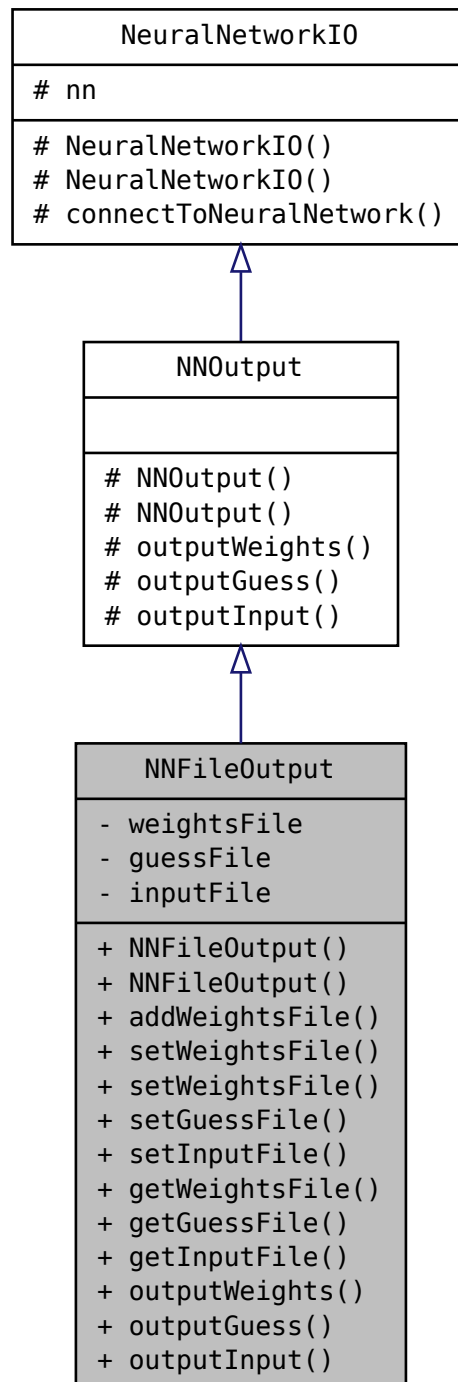 NeuralNetworkIO
# nn
# NeuralNetworkIO()
# NeuralNetworkIO()
# connectToNeuralNetwork()
NNOutput
# NNOutput()
# NNOutput()
# outputWeights()
# outputGuess()
# outputInput()
NNFileOutput
- weightsFile
- guessFile
- inputFile
+ NNFileOutput()
+ NNFileOutput()
+ addWeightsFile()
+ setWeightsFile()
+ setWeightsFile()
+ setGuessFile()
+ setInputFile()
+ getWeightsFile()
+ getGuessFile()
+ getInputFile()
+ outputWeights()
+ outputGuess()
+ outputInput()